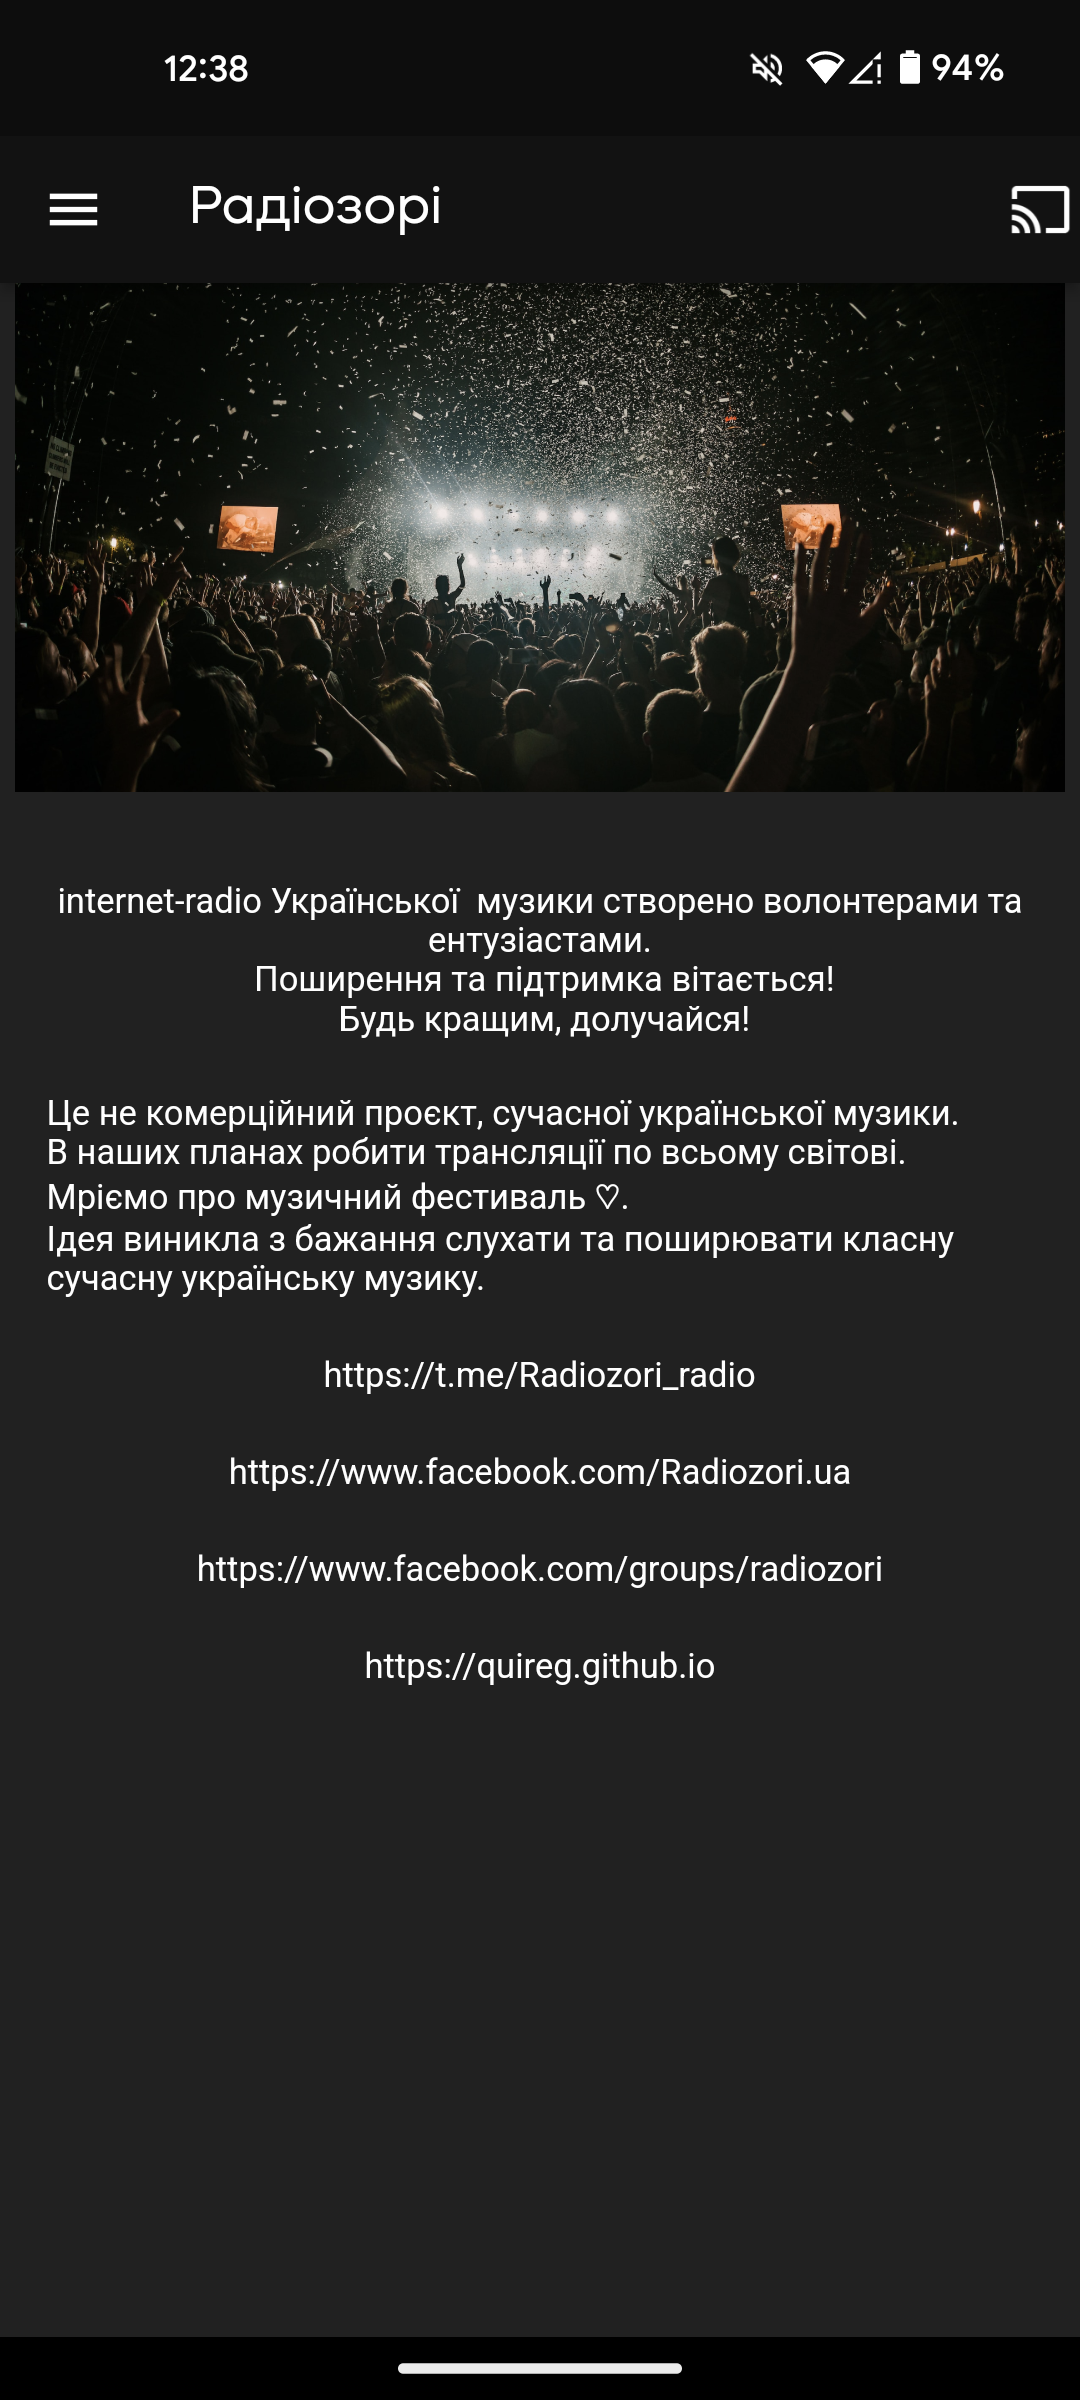 12:38
94%
Радіозорі
internet-radio Української  музики створено волонтерами та
ентузіастами.
Поширення та підтримка вітається!
Будь кращим, долучайся!
Це не комерційний проєкт, сучасної української музики.
В наших планах робити трансляції по всьому світові.
Мріємо про музичний фестиваль ♡.
Ідея виникла з бажання слухати та поширювати класну
сучасну українську музику.
https://t.me/Radiozori_radio
https://www.facebook.com/Radiozori.ua
https://www.facebook.com/groups/radiozori
https://quireg.github.io